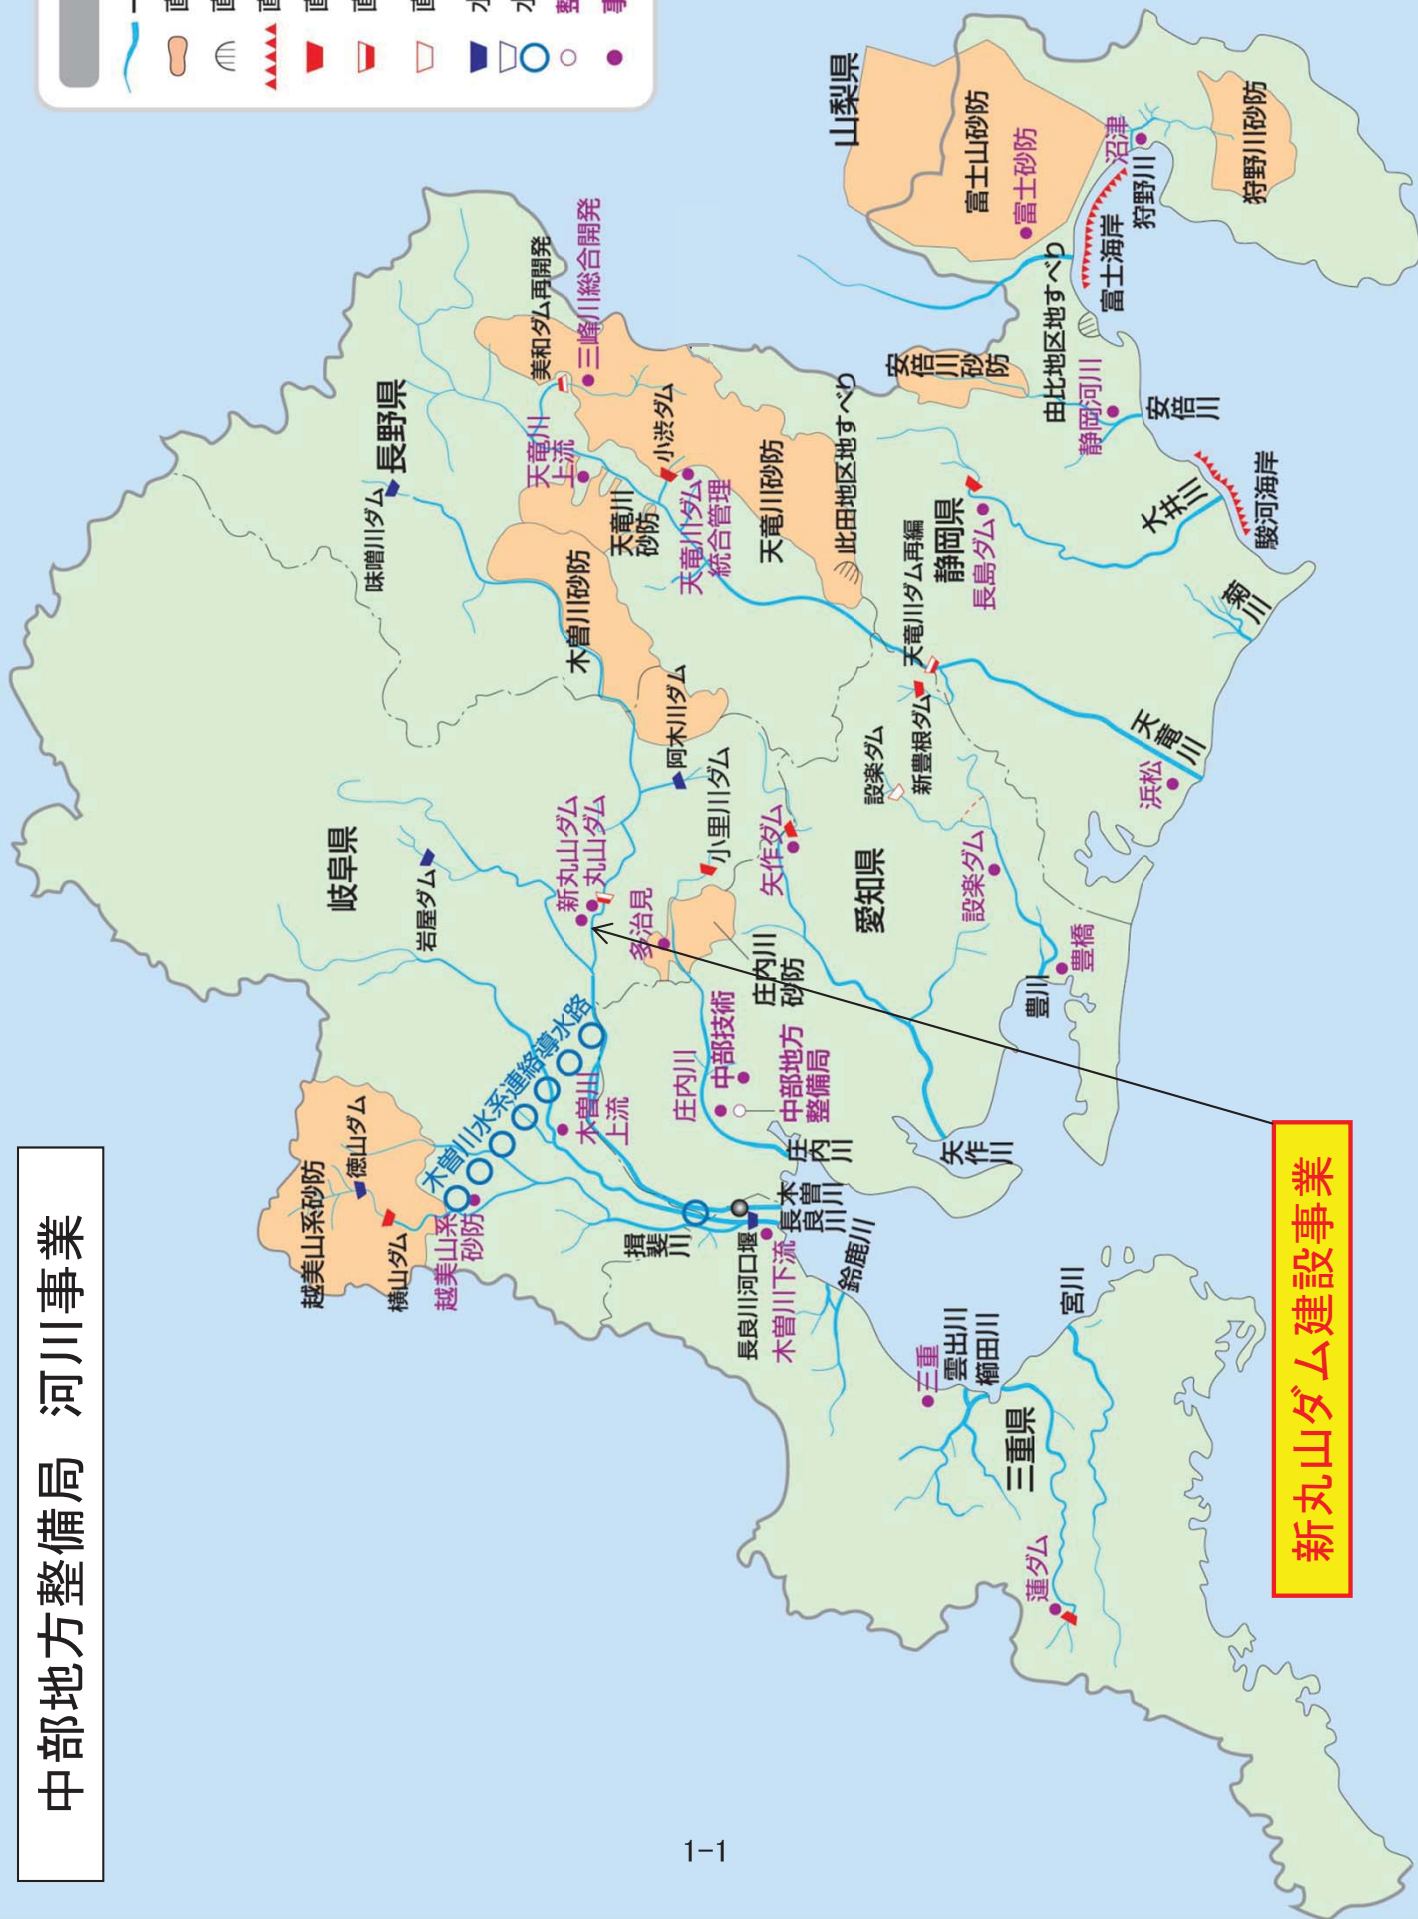 中部地方整備局 河川事業
山梨県
富士山砂防
富士砂防
沼津
狩野川
狩野川砂防
富士海岸
由比地区地すべり
安倍川
砂防
静岡河川
安倍
川
美和ダム再開発
三峰川総合開発
長野県
味噌川ダム
天竜川
上流
小渋ダム
天竜川
砂防
天竜川ダム
統合管理
天竜川砂防
此田地区地すべり
木曽川砂防
阿木川ダム
静岡県
長島ダム
大井川
駿河海岸
菊川
天竜川ダム再編
新豊根ダム
設楽ダム
天竜川
浜松
岐阜県
岩屋ダム
新丸山ダム
丸山ダム
小里川ダム
多治見
矢作ダム
愛知県
設楽ダム
豊橋
豊川
庄内川
砂防
木曽川水系連絡導水路
木曽川
上流
庄内川
中部技術
中部地方
整備局
庄内川
矢作川
越美山系砂防
徳山ダム
横山ダム
越美山系
砂防
揖斐川
長良川
木曽川
長良川河口堰
木曽川下流
鈴鹿川
三重
雲出川
櫛田川
宮川
三重県
蓮ダム
新丸山ダム建設事業
1-1